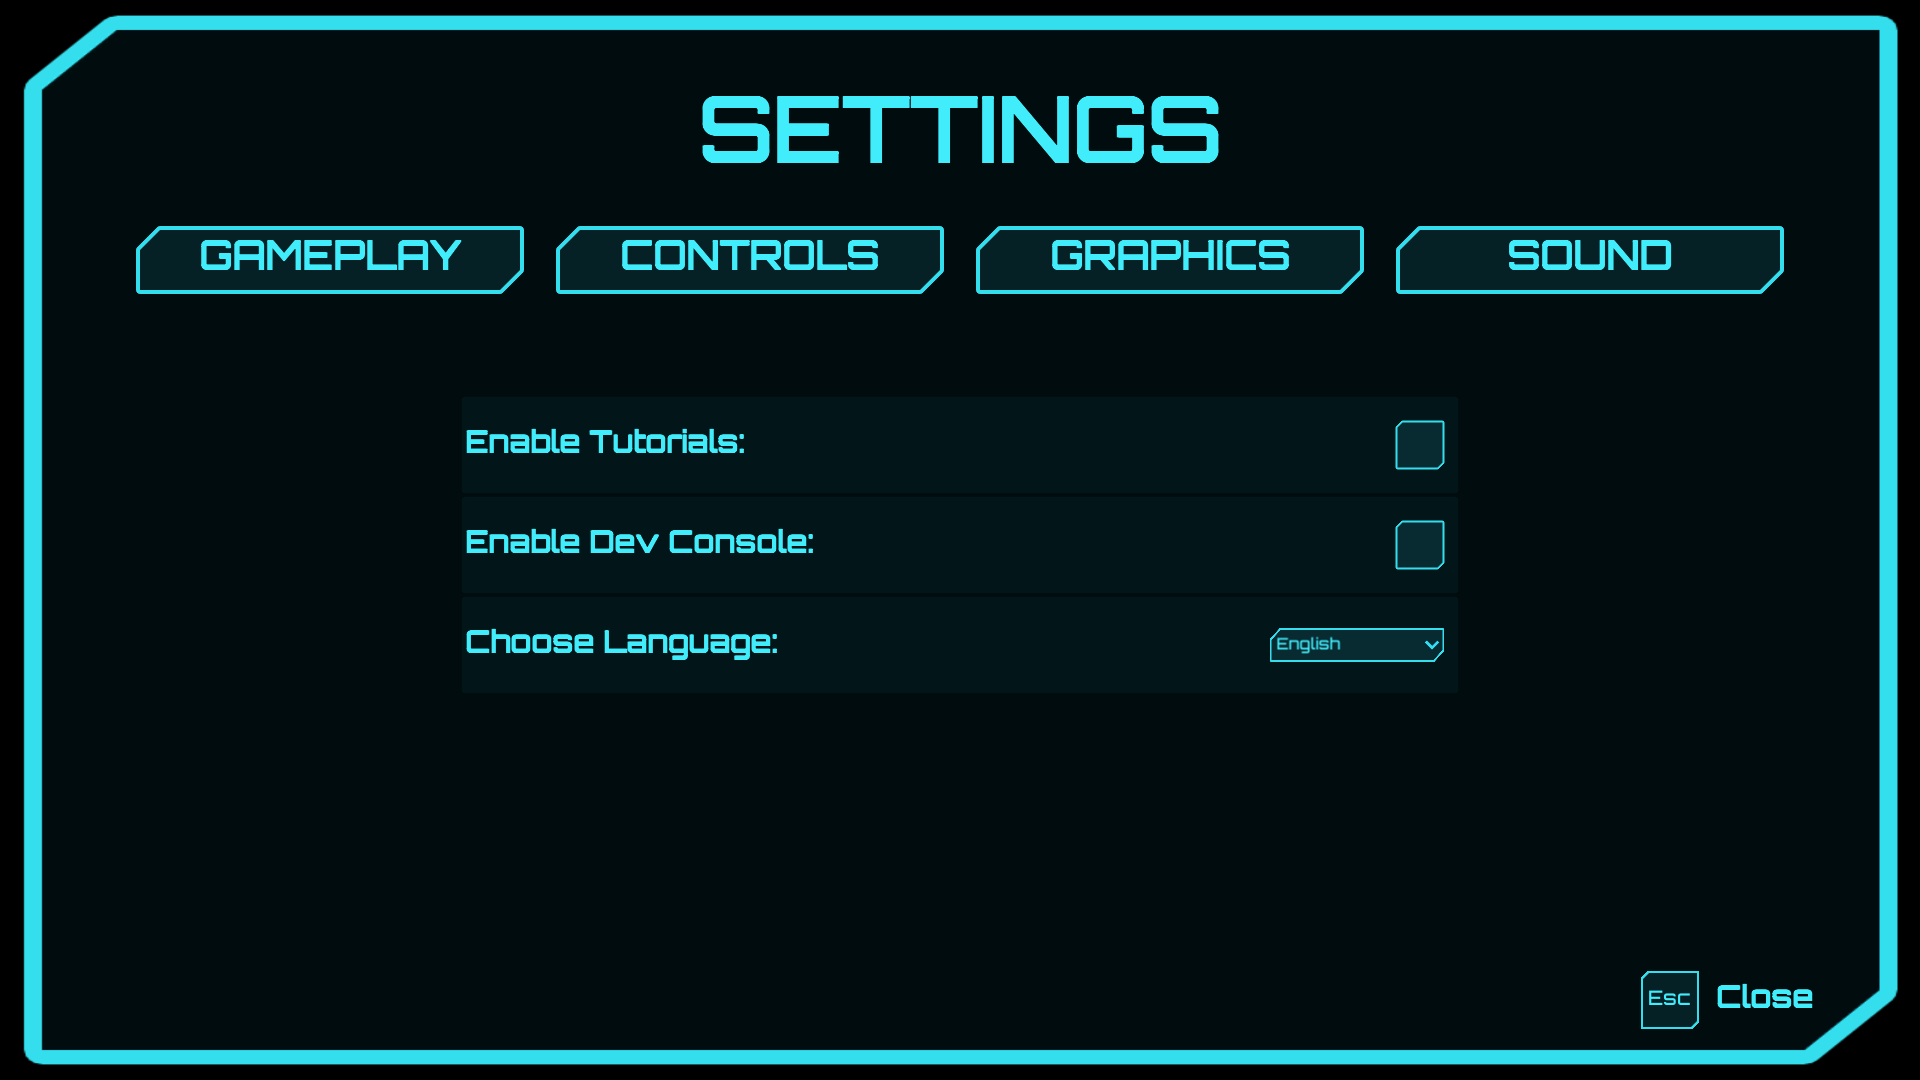 SETTINGS
GAMEPLAY
CONTROLS
GRAPHICS
SOUND
Enable Tutorials:
Enable Dev Console:
Choose Language:
English
Esc
Close